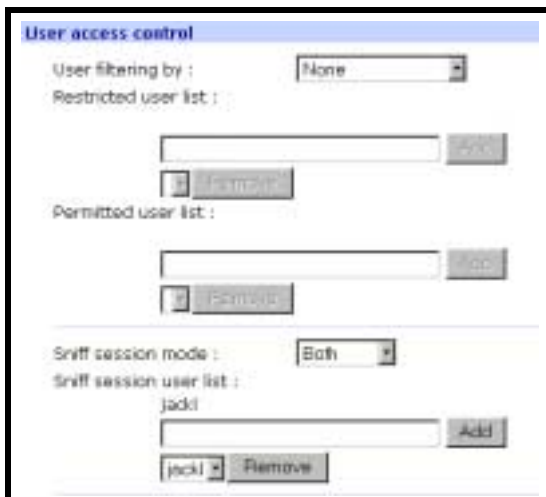 User access control
User filtering by : None
Restricted user list :
Add
Remove
Permitted user list :
Add
Remove
Sniff session mode : Both
Sniff session user list :
jackl
Add
jackl Remove